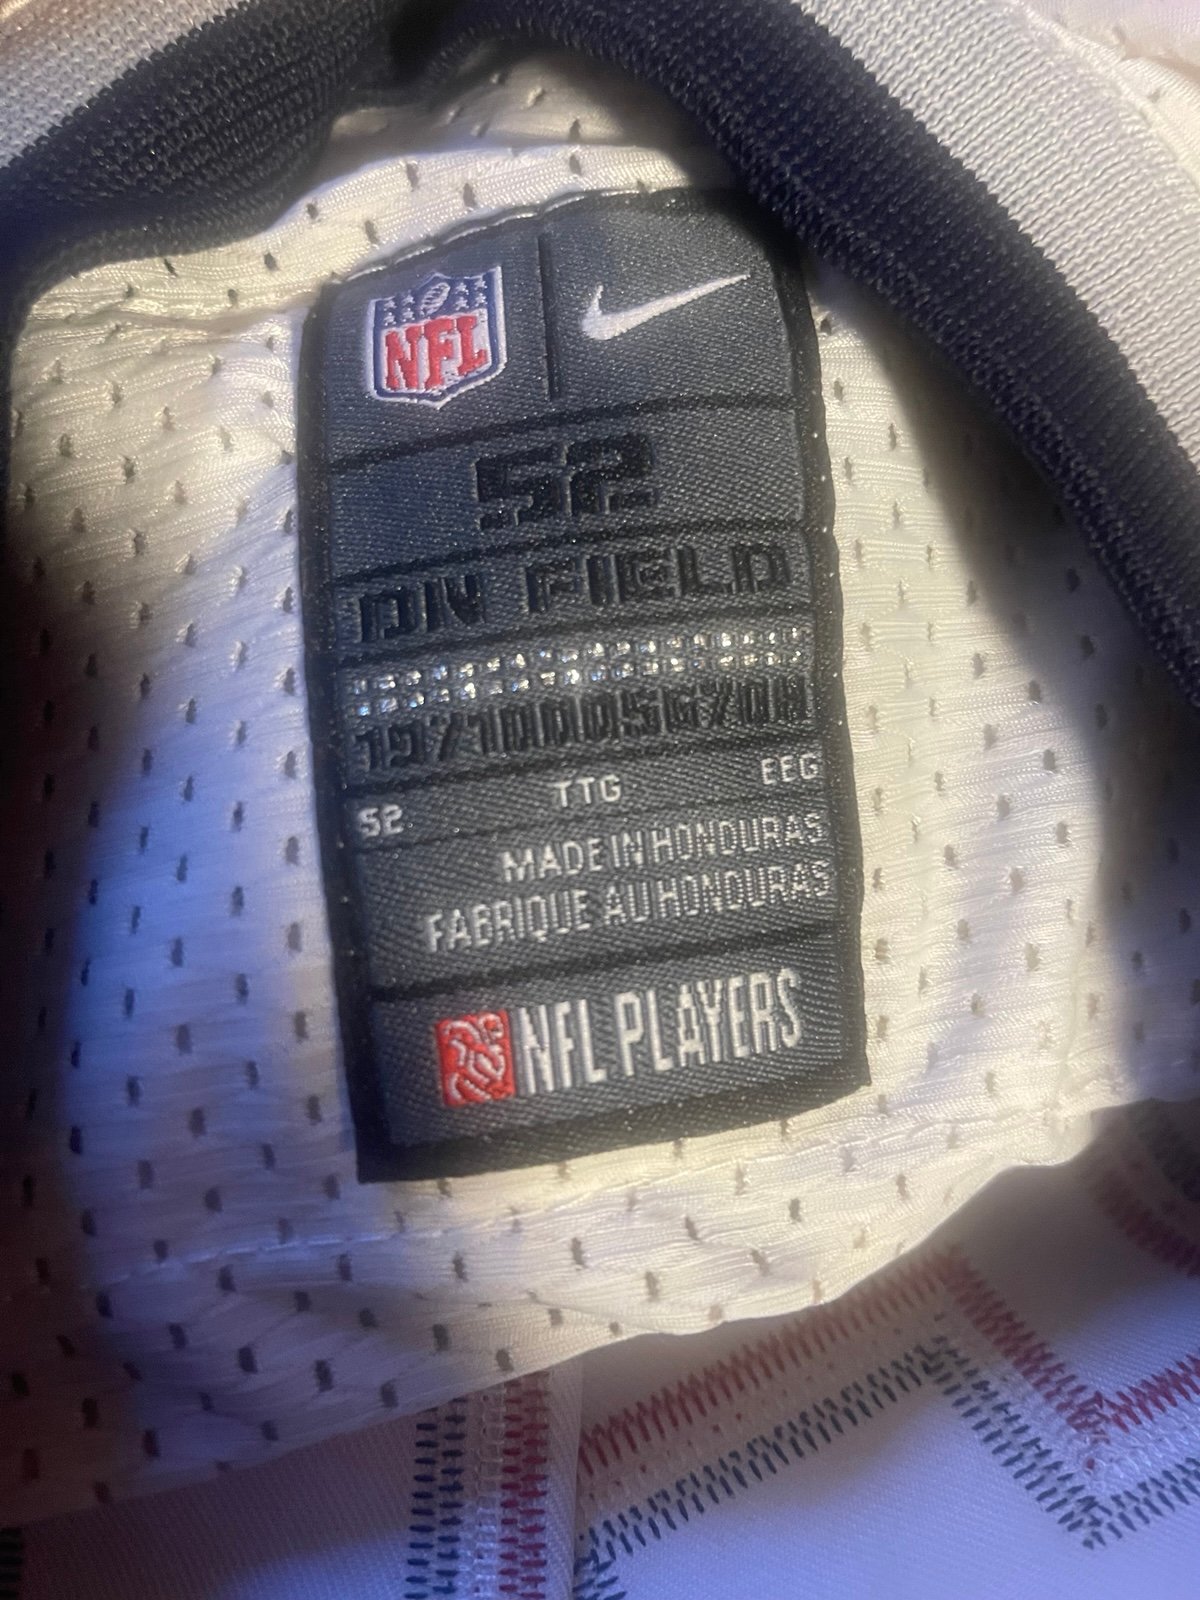 NFL
52
ON FIELD
52 TTG EEG
MADE IN HONDURAS
FABRIQUE AU HONDURAS
NFL PLAYERS